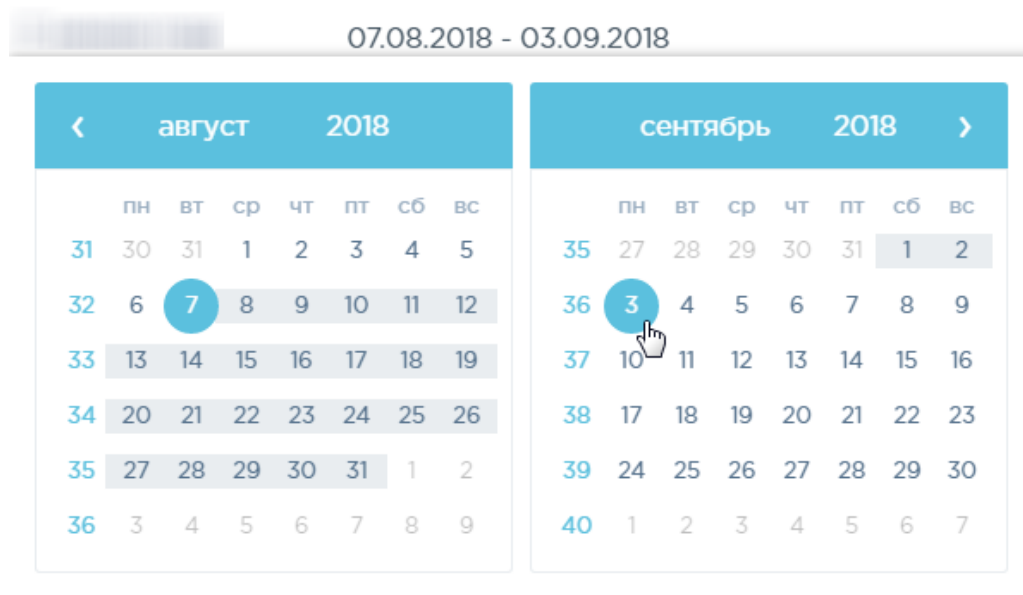 07.08.2018 - 03.09.2018
август 2018
пн вт ср чт пт сб вс
31 30 31 1 2 3 4 5
32 6 7 8 9 10 11 12
33 13 14 15 16 17 18 19
34 20 21 22 23 24 25 26
35 27 28 29 30 31 1 2
36 3 4 5 6 7 8 9
сентябрь 2018
пн вт ср чт пт сб вс
35 27 28 29 30 31 1 2
36 3 4 5 6 7 8 9
37 10 11 12 13 14 15 16
38 17 18 19 20 21 22 23
39 24 25 26 27 28 29 30
40 1 2 3 4 5 6 7